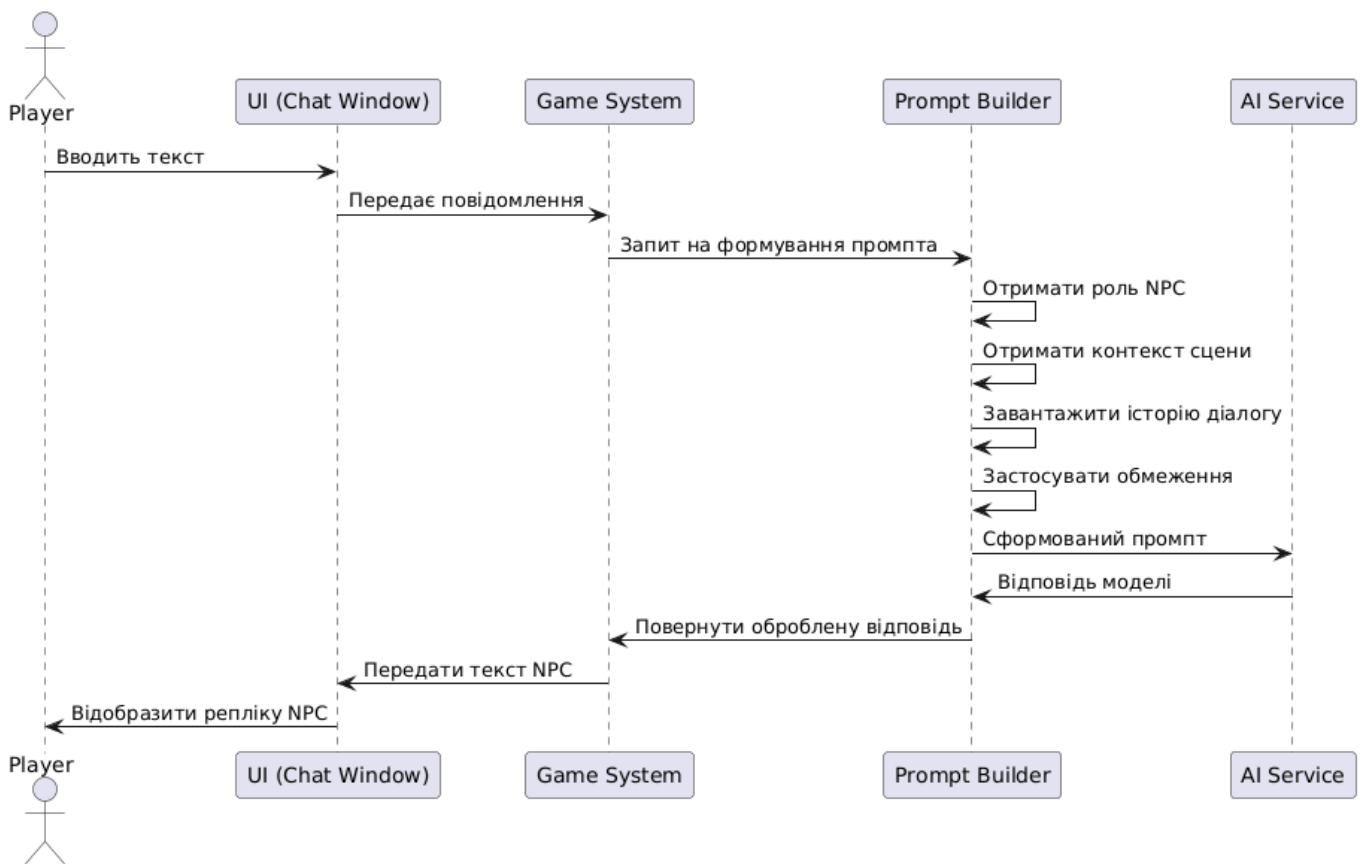 Player
UI (Chat Window)
Game System
Prompt Builder
AI Service
Вводить текст
Передає повідомлення
Запит на формування промпта
Отримати роль NPC
Отримати контекст сцени
Завантажити історію діалогу
Застосувати обмеження
Сформований промпт
Відповідь моделі
Повернути оброблену відповідь
Передати текст NPC
Відобразити репліку NPC
Player
UI (Chat Window)
Game System
Prompt Builder
AI Service